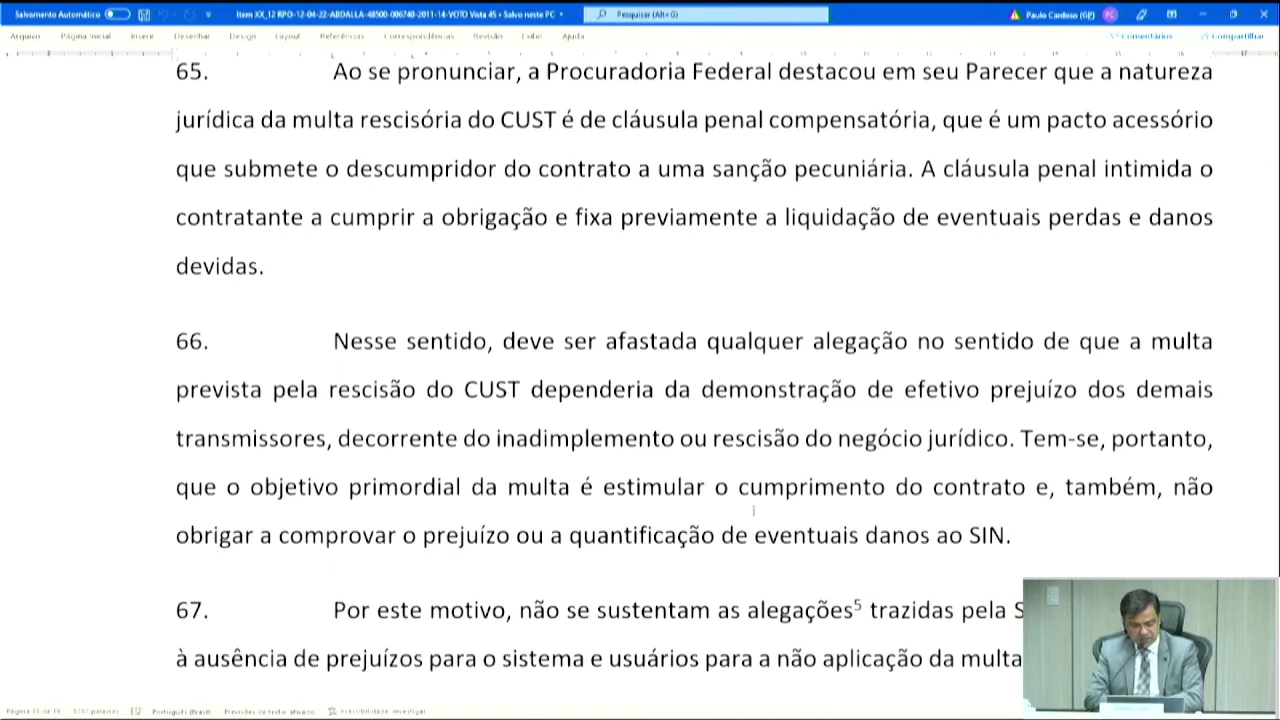 Salvamento Automático
Item XX_12 RPO-12-04-22-ABDALLA-48500-006740-2011-14-VOTO Vista 45 • Salvo neste PC
Pesquisar (Alt+G)
Paulo Cardoso (GP)
PC
Arquivo Página Inicial Inserir Desenhar Design Layout Referências Correspondências Revisão Exibir Ajuda
Comentários Compartilhar
65. Ao se pronunciar, a Procuradoria Federal destacou em seu Parecer que a natureza
jurídica da multa rescisória do CUST é de cláusula penal compensatória, que é um pacto acessório
que submete o descumpridor do contrato a uma sanção pecuniária. A cláusula penal intimida o
contratante a cumprir a obrigação e fixa previamente a liquidação de eventuais perdas e danos
devidas.
66. Nesse sentido, deve ser afastada qualquer alegação no sentido de que a multa
prevista pela rescisão do CUST dependeria da demonstração de efetivo prejuízo dos demais
transmissores, decorrente do inadimplemento ou rescisão do negócio jurídico. Tem-se, portanto,
que o objetivo primordial da multa é estimular o cumprimento do contrato e, também, não
obrigar a comprovar o prejuízo ou a quantificação de eventuais danos ao SIN.
67. Por este motivo, não se sustentam as alegações5 trazidas pela S
à ausência de prejuízos para o sistema e usuários para a não aplicação da multa
Português (Brasil)